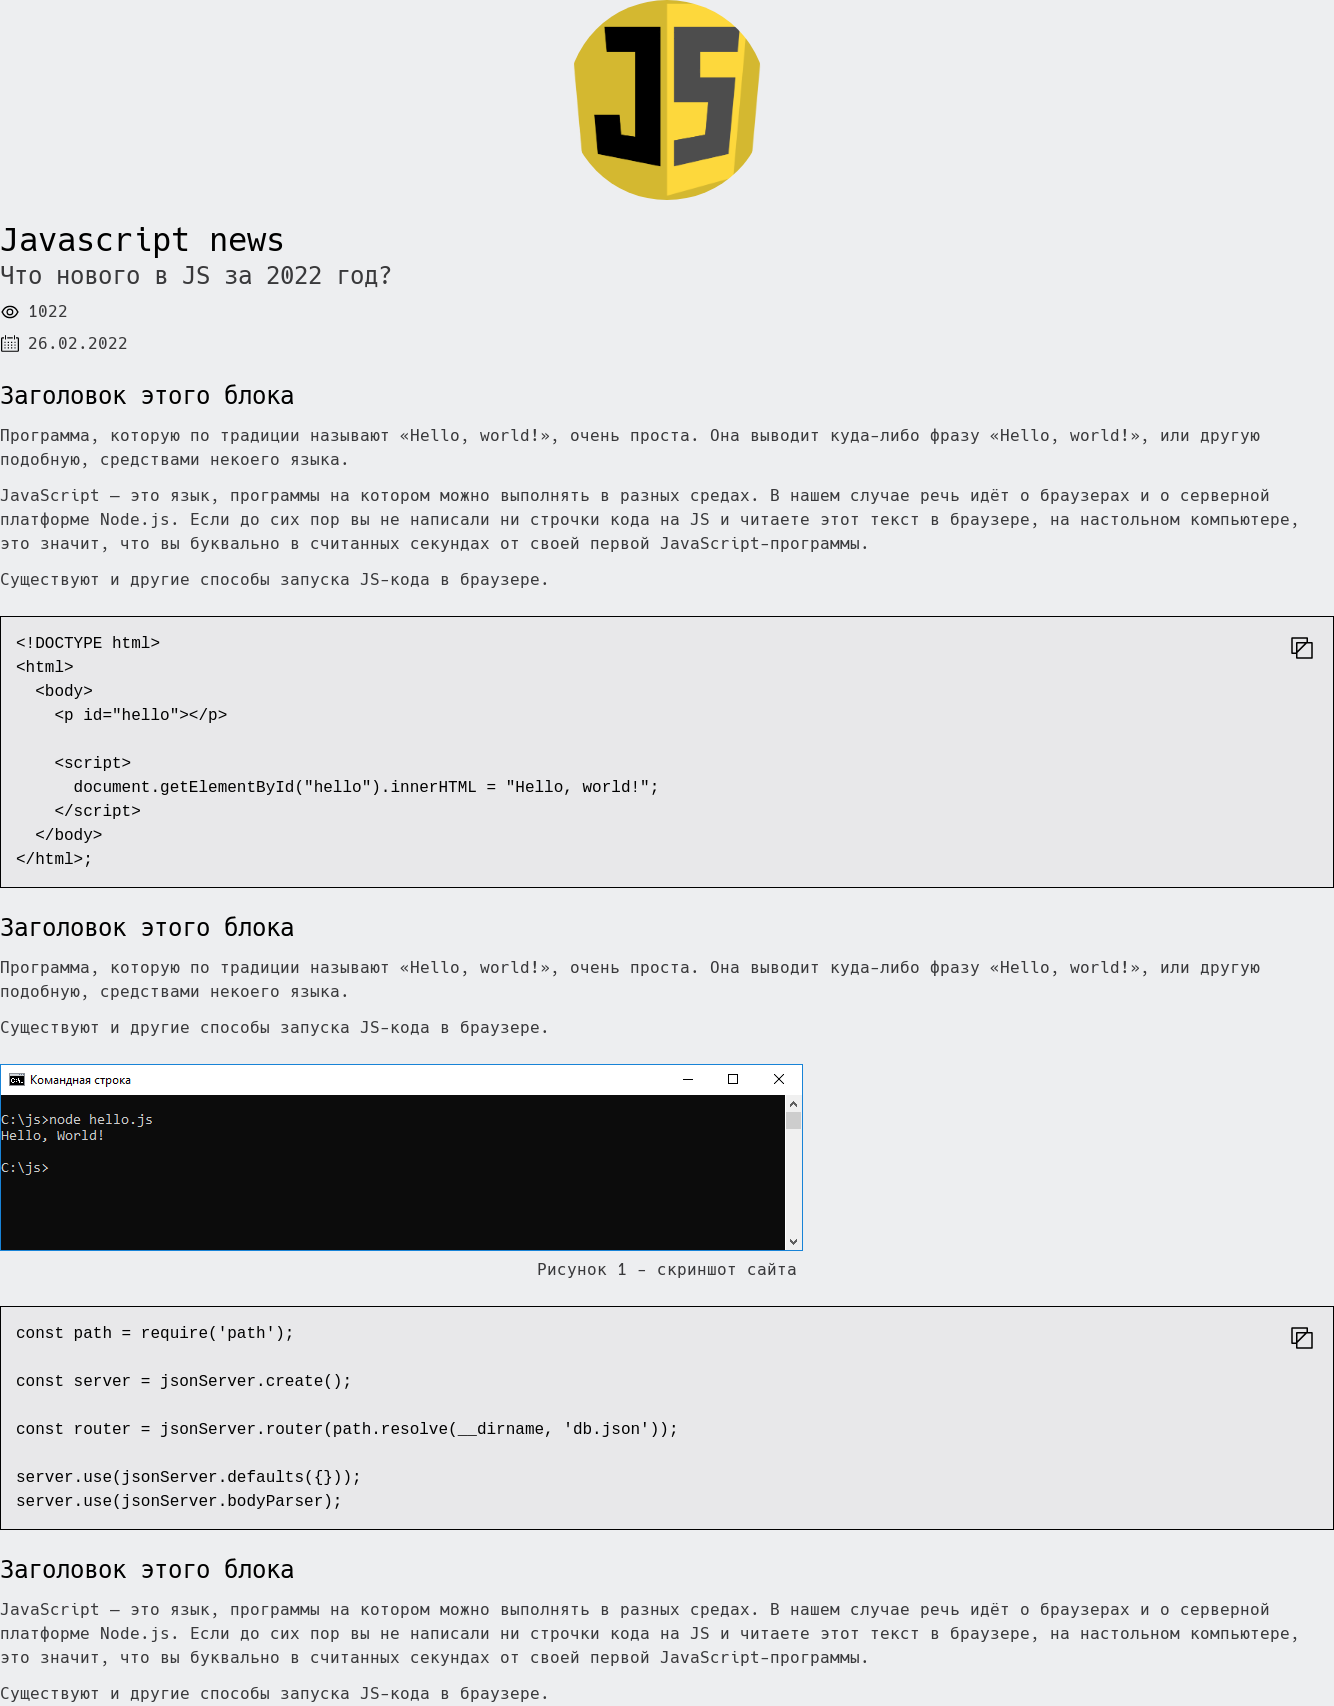 JS
Javascript news
Что нового в JS за 2022 год?
1022
26.02.2022
Заголовок этого блока
Программа, которую по традиции называют «Hello, world!», очень проста. Она выводит куда-либо фразу «Hello, world!», или другую
подобную, средствами некоего языка.
JavaScript — это язык, программы на котором можно выполнять в разных средах. В нашем случае речь идёт о браузерах и о серверной
платформе Node.js. Если до сих пор вы не написали ни строчки кода на JS и читаете этот текст в браузере, на настольном компьютере,
это значит, что вы буквально в считанных секундах от своей первой JavaScript-программы.
Существуют и другие способы запуска JS-кода в браузере.
<!DOCTYPE html>
<html>
  <body>
    <p id="hello"></p>

    <script>
      document.getElementById("hello").innerHTML = "Hello, world!";
    </script>
  </body>
</html>;
Заголовок этого блока
Программа, которую по традиции называют «Hello, world!», очень проста. Она выводит куда-либо фразу «Hello, world!», или другую
подобную, средствами некоего языка.
Существуют и другие способы запуска JS-кода в браузере.
Командная строка
C:\js>node hello.js
Hello, World!
C:\js>
Рисунок 1 - скриншот сайта
const path = require('path');

const server = jsonServer.create();

const router = jsonServer.router(path.resolve(__dirname, 'db.json'));

server.use(jsonServer.defaults({}));
server.use(jsonServer.bodyParser);
Заголовок этого блока
JavaScript — это язык, программы на котором можно выполнять в разных средах. В нашем случае речь идёт о браузерах и о серверной
платформе Node.js. Если до сих пор вы не написали ни строчки кода на JS и читаете этот текст в браузере, на настольном компьютере,
это значит, что вы буквально в считанных секундах от своей первой JavaScript-программы.
Существуют и другие способы запуска JS-кода в браузере.